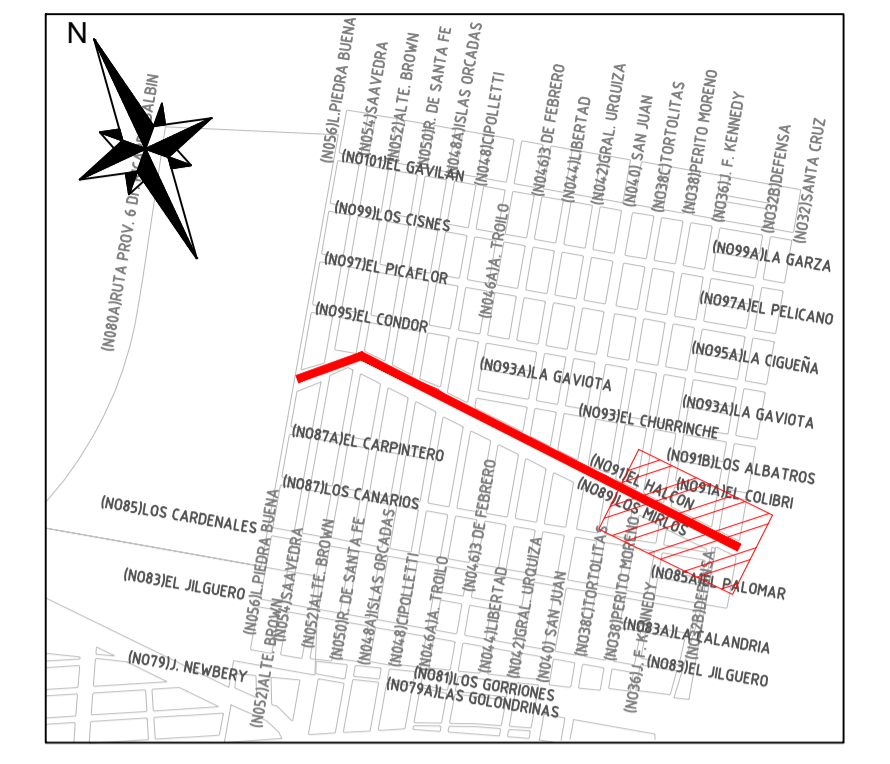 N
(N056)L.PIEDRA BUENA
(N054)SAAVEDRA
(N052)ALTE. BROWN
(N050)R. DE SANTA FE
(N048A)ISLAS ORCADAS
(N048)CIPOLLETTI
(N046)3 DE FEBRERO
(N044)LIBERTAD
(N042)GRAL. URQUIZA
(N040) SAN JUAN
(N038C)TORTOLITAS
(N038)PERITO MORENO
(N036)J. F. KENNEDY
(N032B)DEFENSA
(N032)SANTA CRUZ
(N080A)RUTA PROV. 6 ALBIN
(N0101)EL GAVILAN
(N099)LOS CISNES
(N097)EL PICAFLOR
(N095)EL CONDOR
(N046A)A. TROILO
(N099A)LA GARZA
(N097A)EL PELICANO
(N095A)LA CIGUEÑA
(N093A)LA GAVIOTA
(N093A)LA GAVIOTA
(N093)EL CHURRINCHE
(N091B)LOS ALBATROS
(N091)EL HALCON
(N091A)EL COLIBRI
(N089)LOS MIRLOS
(N087A)EL CARPINTERO
(N087)LOS CANARIOS
(N085)LOS CARDENALES
(N085A)EL PALOMAR
(N083)EL JILGUERO
(N083A)LA CALANDRIA
(N083)EL JILGUERO
(N079)J. NEWBERY
(N081)LOS GORRIONES
(N079A)LAS GOLONDRINAS
(N056)L.PIEDRA BUENA
(N054)SAAVEDRA
(N052)ALTE. BROWN
(N052)ALTE. BROWN
(N050)R. DE SANTA FE
(N048A)ISLAS ORCADAS
(N048)CIPOLLETTI
(N046A)A. TROILO
(N046)3 DE FEBRERO
(N044)LIBERTAD
(N042)GRAL. URQUIZA
(N040) SAN JUAN
(N038C)TORTOLITAS
(N038)PERITO MORENO
(N036)J. F. KENNEDY
(N032B)DEFENSA